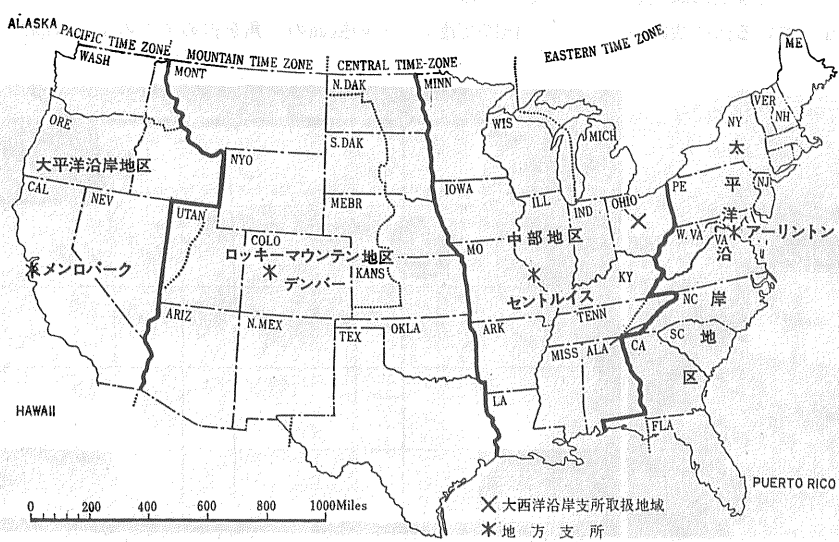 ALASKA
PACIFIC TIME ZONE
MOUNTAIN TIME ZONE
CENTRAL TIME-ZONE
EASTERN TIME ZONE
WASH
MONT
N.DAK
MINN
ME
ORE
WIS
MICH
VER
NH
NY
太平洋沿岸地区
NYO
S.DAK
太平洋沿岸地区
CAL
NEV
UTAN
MEBR
IOWA
ILL
IND
OHIO
PE
NJ
COLO
ロッキーマウンテン地区
KANS
MO
中部地区
W.VA
VA
アーリントン
メンロパーク
デンバー
セントルイス
KY
ARIZ
N.MEX
TEX
OKLA
ARK
TENN
NC
MISS
ALA
CA
SC
LA
FLA
HAWAII
PUERTO RICO
0 200 400 600 800 1000Miles
× 大西洋沿岸支所取扱地域
地方支所